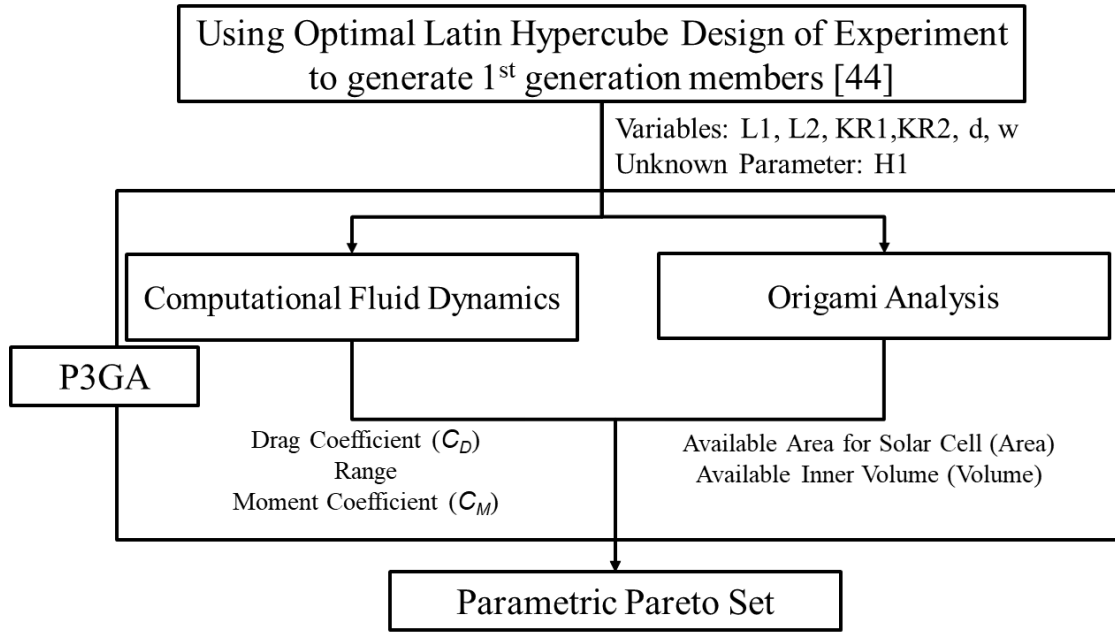 Using Optimal Latin Hypercube Design of Experiment
to generate 1st generation members [44]
Variables: L1, L2, KR1,KR2, d, w
Unknown Parameter: H1
Computational Fluid Dynamics
Origami Analysis
P3GA
Drag Coefficient (C_D)
Range
Moment Coefficient (C_M)
Available Area for Solar Cell (Area)
Available Inner Volume (Volume)
Parametric Pareto Set